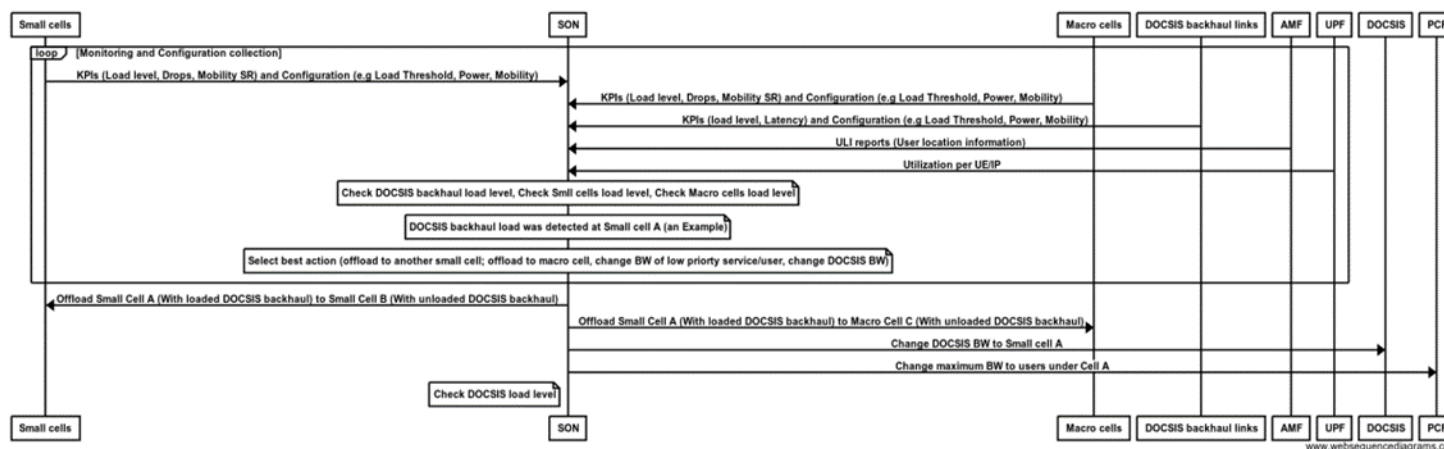 Small cells
SON
Macro cells
DOCSIS backhaul links
AMF
UPF
DOCSIS
PCF
loop
[Monitoring and Configuration collection]
KPIs (Load level, Drops, Mobility SR) and Configuration (e.g Load Threshold, Power, Mobility)
KPIs (Load level, Drops, Mobility SR) and Configuration (e.g Load Threshold, Power, Mobility)
KPIs (load level, Latency) and Configuration (e.g Load Threshold, Power, Mobility)
ULI reports (User location information)
Utilization per UE/IP
Check DOCSIS backhaul load level, Check Smll cells load level, Check Macro cells load level
DOCSIS backhaul load was detected at Small cell A (an Example)
Select best action (offload to another small cell; offload to macro cell, change BW of low priorty service/user, change DOCSIS BW)
Offload Small Cell A (With loaded DOCSIS backhaul) to Small Cell B (With unloaded DOCSIS backhaul)
Offload Small Cell A (With loaded DOCSIS backhaul) to Macro Cell C (With unloaded DOCSIS backhaul)
Change DOCSIS BW to Small cell A
Change maximum BW to users under Cell A
Check DOCSIS load level
Small cells
SON
Macro cells
DOCSIS backhaul links
AMF
UPF
DOCSIS
PCF
www.websequencediagrams.c